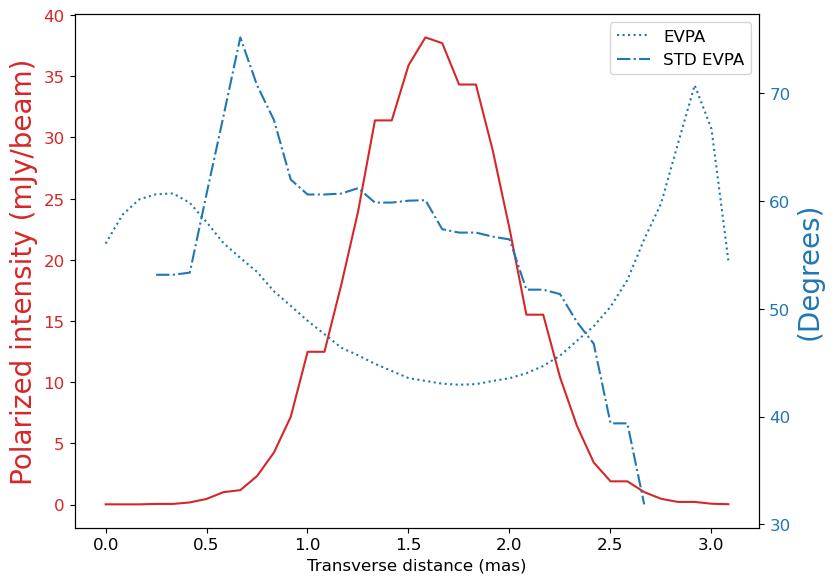 Polarized intensity (mJy/beam)
40
35
30
25
20
15
10
5
0
EVPA
STD EVPA
70
60
50
40
30
(Degrees)
0.0 0.5 1.0 1.5 2.0 2.5 3.0
Transverse distance (mas)